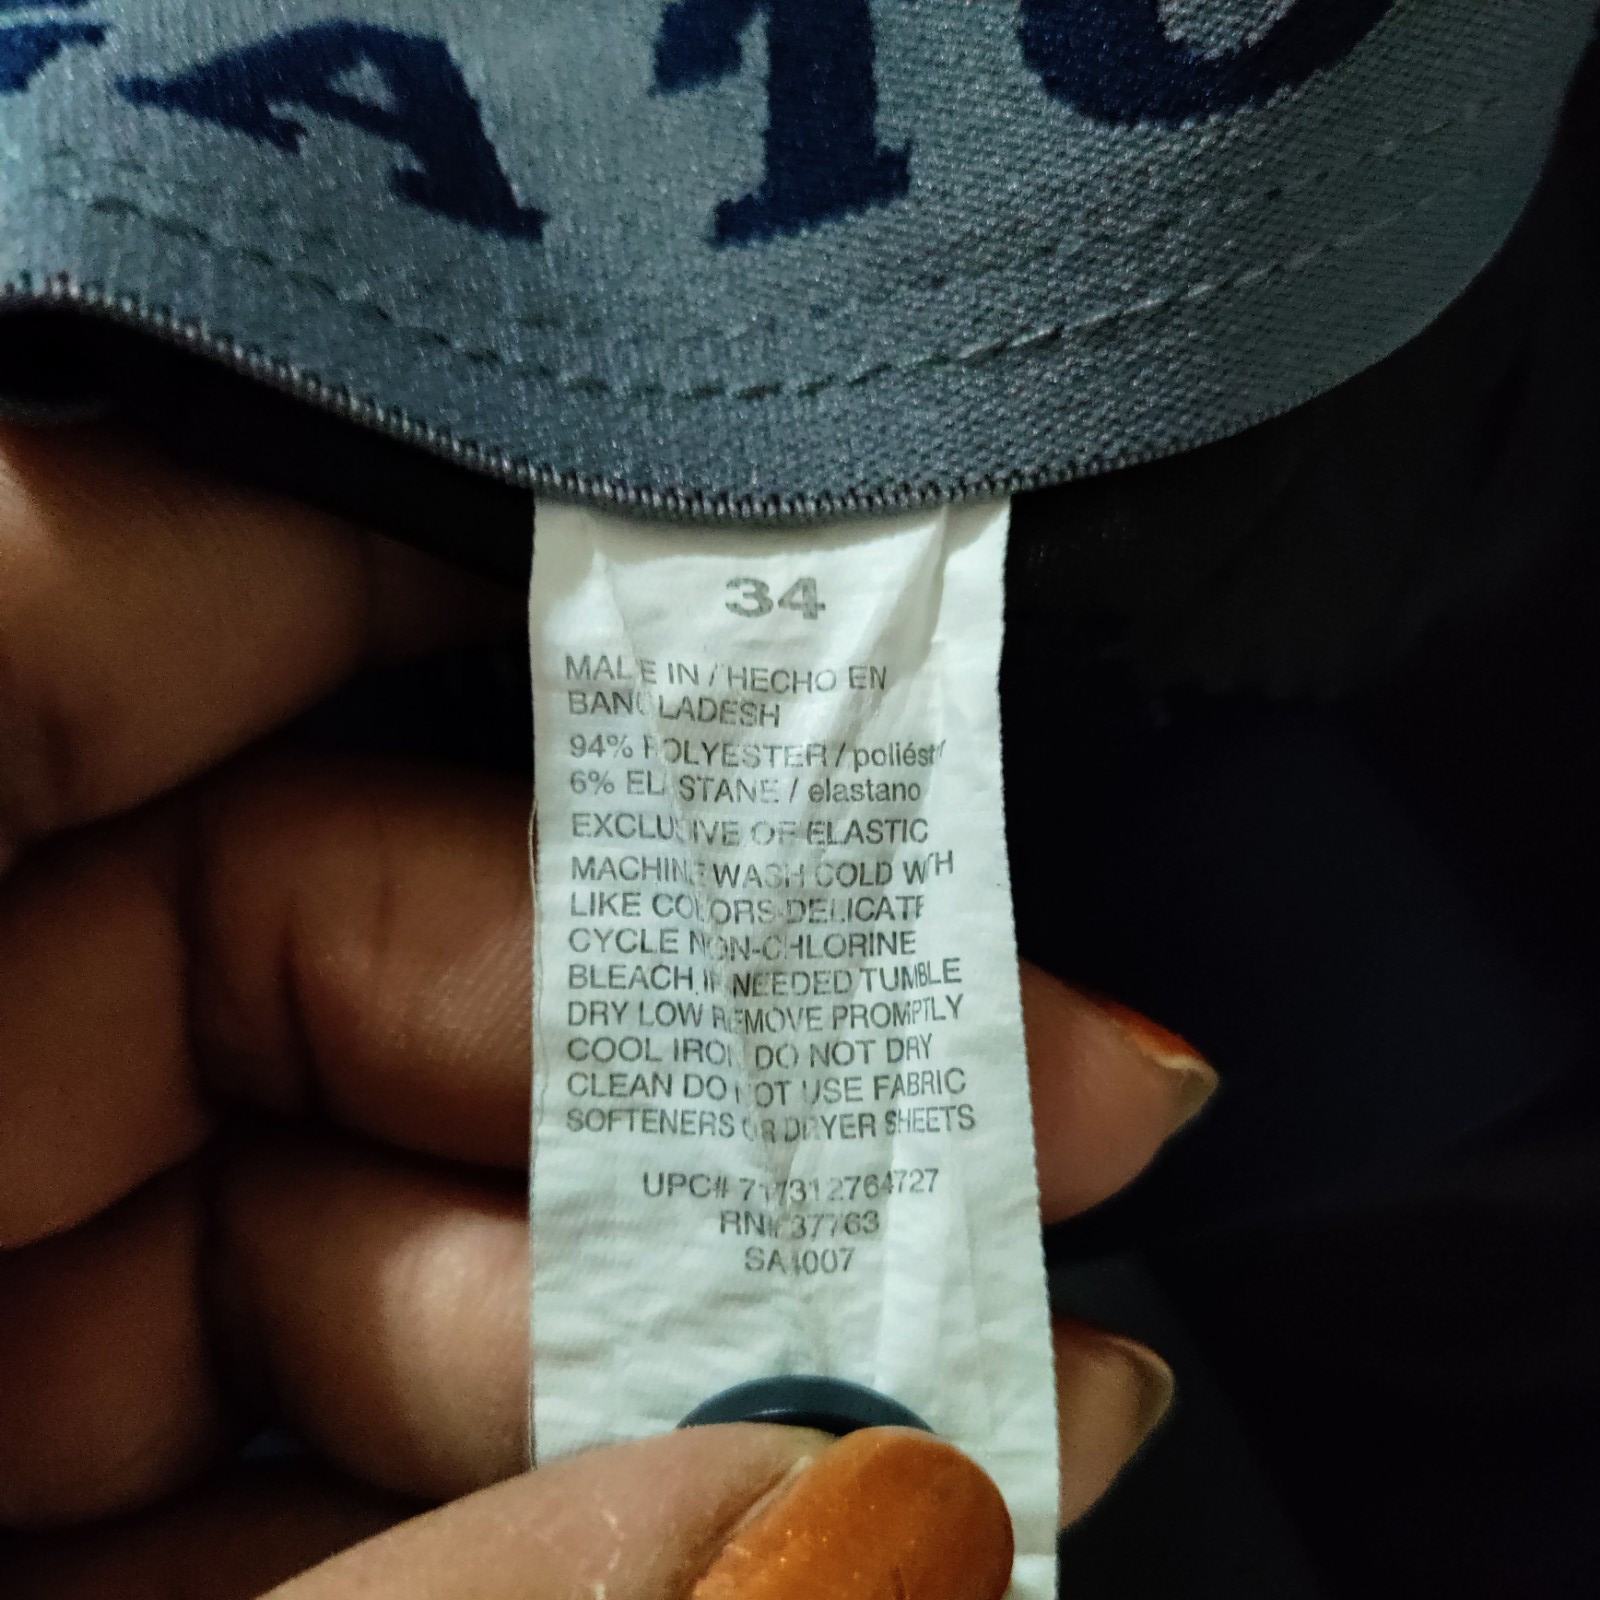 34
MADE IN / HECHO EN
BANGLADESH
94% POLYESTER / poliéster
6% ELASTANE / elastano
EXCLUSIVE OF ELASTIC
MACHINE WASH COLD WITH
LIKE COLORS DELICATE
CYCLE NON-CHLORINE
BLEACH IF NEEDED TUMBLE
DRY LOW REMOVE PROMPTLY
COOL IRON DO NOT DRY
CLEAN DO NOT USE FABRIC
SOFTENERS OR DRYER SHEETS
UPC# 717312764727
RN# 37763
SA4007